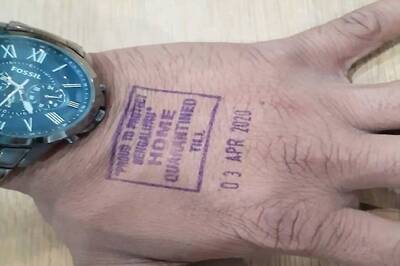 FOSSIL
"PROUD TO PROTECT
BENGALURU"
HOME
QUARANTINED
TILL
03 APR 2020